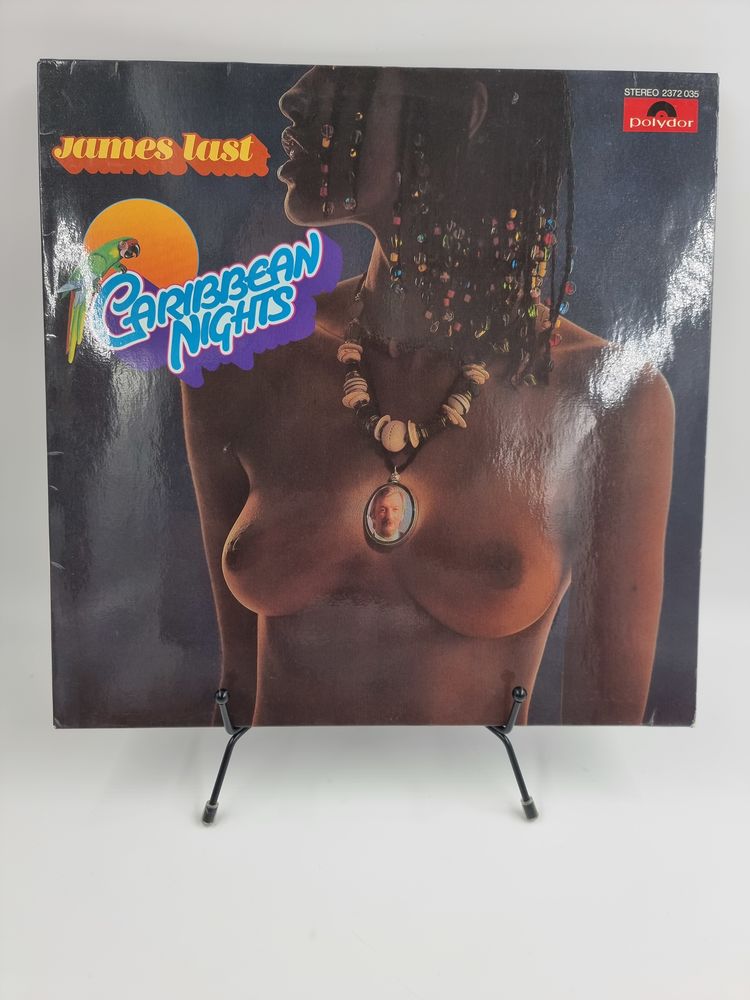 STEREO 2372 035
polydor
james last
CARIBBEAN
NIGHTS